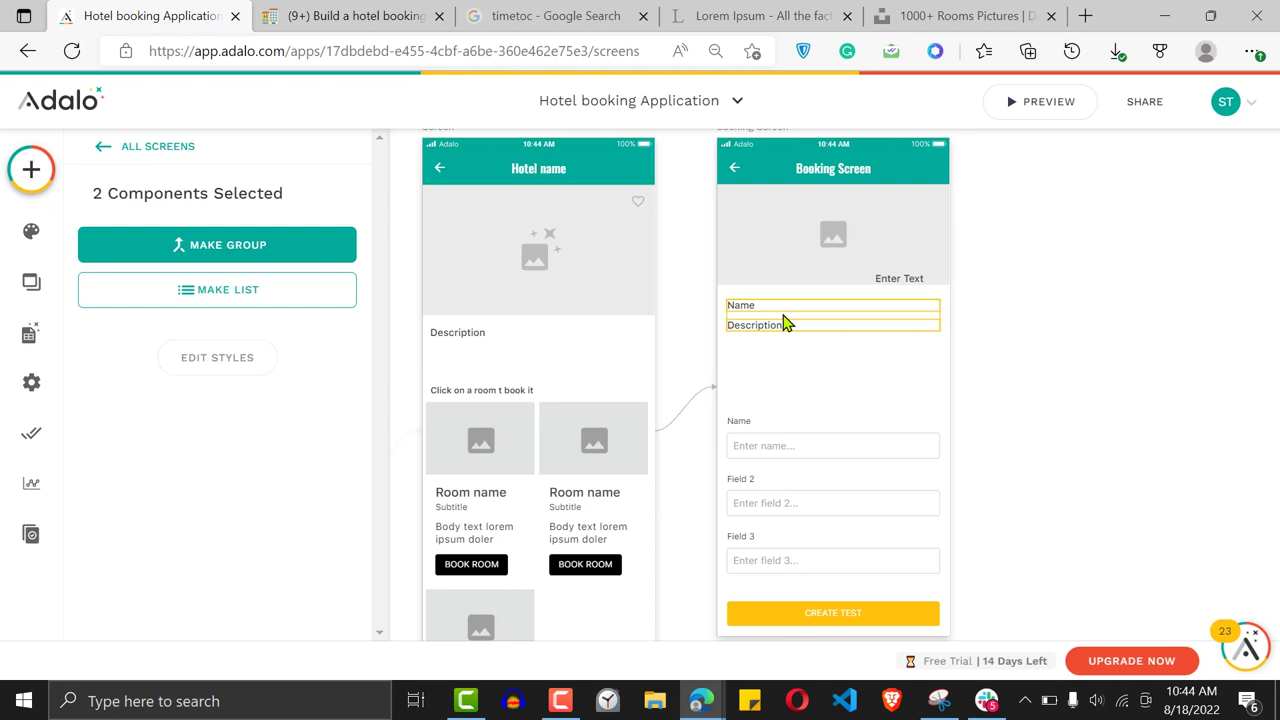 Adalo | Application
(9+) Adalo a hotel booking
timetoc - Google Search
Lorem Ipsum - All the fact
1000+ Rooms Pictures | D
https://app.adalo.com/apps/17dbdebd-e455-4cbf-a6be-360e462e75e3/screens
Adalo
Hotel booking Application
PREVIEW
SHARE
ST
ALL SCREENS
2 Components Selected
MAKE GROUP
MAKE LIST
EDIT STYLES
Adalo 10:44 AM 100%
Hotel name
Description
Click on a room t book it
Room name
Subtitle
Body text lorem
ipsum doler
BOOK ROOM
Room name
Subtitle
Body text lorem
ipsum doler
BOOK ROOM
Booking Screen
Adalo 10:44 AM 100%
Booking Screen
Enter Text
Name
Description
Name
Enter name...
Field 2
Enter field 2...
Field 3
Enter field 3...
CREATE TEST
23
Free Trial | 14 Days Left
UPGRADE NOW
Type here to search
5
10:44 AM
8/18/2022
6